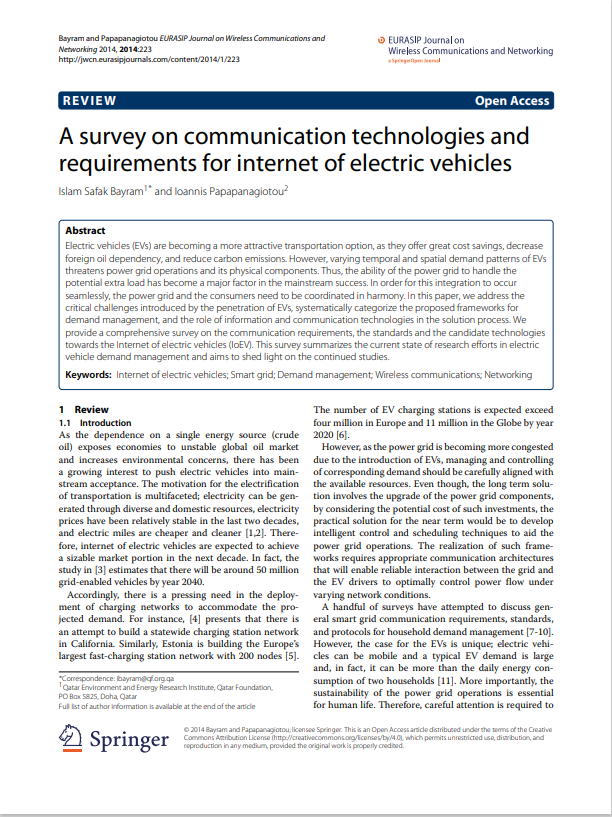 Bayram and Papapanagiotou EURASIP Journal on Wireless Communications and
Networking 2014, 2014:223
http://jwcn.eurasipjournals.com/content/2014/1/223
EURASIP Journal on
Wireless Communications and Networking
a SpringerOpen Journal
REVIEW
Open Access
A survey on communication technologies and
requirements for internet of electric vehicles
Islam Safak Bayram1* and Ioannis Papapanagiotou2
Abstract
Electric vehicles (EVs) are becoming a more attractive transportation option, as they offer great cost savings, decrease
foreign oil dependency, and reduce carbon emissions. However, varying temporal and spatial demand patterns of EVs
threatens power grid operations and its physical components. Thus, the ability of the power grid to handle the
potential extra load has become a major factor in the mainstream success. In order for this integration to occur
seamlessly, the power grid and the consumers need to be coordinated in harmony. In this paper, we address the
critical challenges introduced by the penetration of EVs, systematically categorize the proposed frameworks for
demand management, and the role of information and communication technologies in the solution process. We
provide a comprehensive survey on the communication requirements, the standards and the candidate technologies
towards the Internet of electric vehicles (IoEV). This survey summarizes the current state of research efforts in electric
vehicle demand management and aims to shed light on the continued studies.
Keywords: Internet of electric vehicles; Smart grid; Demand management; Wireless communications; Networking
1 Review
1.1 Introduction
As the dependence on a single energy source (crude
oil) exposes economies to unstable global oil market
and increases environmental concerns, there has been
a growing interest to push electric vehicles into main-
stream acceptance. The motivation for the electrification
of transportation is multifaceted; electricity can be gen-
erated through diverse and domestic resources, electricity
prices have been relatively stable in the last two decades,
and electric miles are cheaper and cleaner [1,2]. There-
fore, internet of electric vehicles are expected to achieve
a sizable market portion in the next decade. In fact, the
study in [3] estimates that there will be around 50 million
grid-enabled vehicles by year 2040.
Accordingly, there is a pressing need in the deploy-
ment of charging networks to accommodate the pro-
jected demand. For instance, [4] presents that there is
an attempt to build a statewide charging station network
in California. Similarly, Estonia is building the Europe's
largest fast-charging station network with 200 nodes [5].
*Correspondence: Ibayram@qf.org.qa
1Qatar Environment and Energy Research Institute, Qatar Foundation,
PO Box 5825, Doha, Qatar
Full list of author information is available at the end of the article
The number of EV charging stations is expected exceed
four million in Europe and 11 million in the Globe by year
2020 [6].
However, as the power grid is becoming more congested
due to the introduction of EVs, managing and controlling
of corresponding demand should be carefully aligned with
the available resources. Even though, the long term solu-
tion involves the upgrade of the power grid components,
by considering the potential cost of such investments, the
practical solution for the near term would be to develop
intelligent control and scheduling techniques to aid the
power grid operations. The realization of such frame-
works requires appropriate communication architectures
that will enable reliable interaction between the grid and
the EV drivers to optimally control power flow under
varying network conditions.
A handful of surveys have attempted to discuss gen-
eral smart grid communication requirements, standards,
and protocols for household demand management [7-10].
However, the case for the EVs is unique; electric vehi-
cles can be mobile and a typical EV demand is large
and, in fact, it can be more than the daily energy con-
sumption of two households [11]. More importantly, the
sustainability of the power grid operations is essential
for human life. Therefore, careful attention is required to
Springer
© 2014 Bayram and Papapanagiotou; licensee Springer. This is an Open Access article distributed under the terms of the Creative
Commons Attribution License (http://creativecommons.org/licenses/by/4.0), which permits unrestricted use, distribution, and
reproduction in any medium, provided the original work is properly credited.